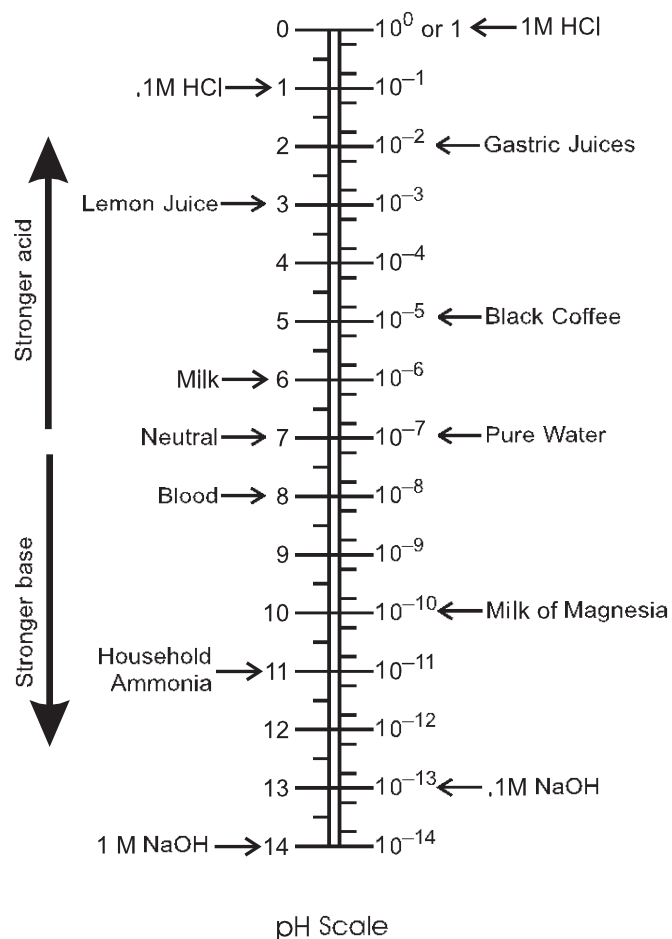 0 10⁰ or 1 1M HCl
.1M HCl 1 10⁻¹
2 10⁻² Gastric Juices
Lemon Juice 3 10⁻³
4 10⁻⁴
5 10⁻⁵ Black Coffee
Milk 6 10⁻⁶
Neutral 7 10⁻⁷ Pure Water
Blood 8 10⁻⁸
9 10⁻⁹
10 10⁻¹⁰ Milk of Magnesia
Household
Ammonia 11 10⁻¹¹
12 10⁻¹²
13 10⁻¹³ .1M NaOH
1 M NaOH 14 10⁻¹⁴
Stronger acid
Stronger base
pH Scale